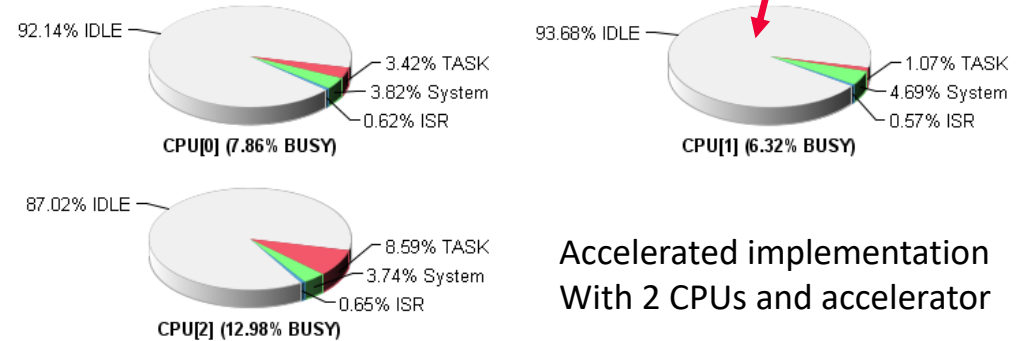 92.14% IDLE
3.42% TASK
3.82% System
0.62% ISR
CPU[0] (7.86% BUSY)
93.68% IDLE
1.07% TASK
4.69% System
0.57% ISR
CPU[1] (6.32% BUSY)
87.02% IDLE
8.59% TASK
3.74% System
0.65% ISR
CPU[2] (12.98% BUSY)
Accelerated implementation
With 2 CPUs and accelerator